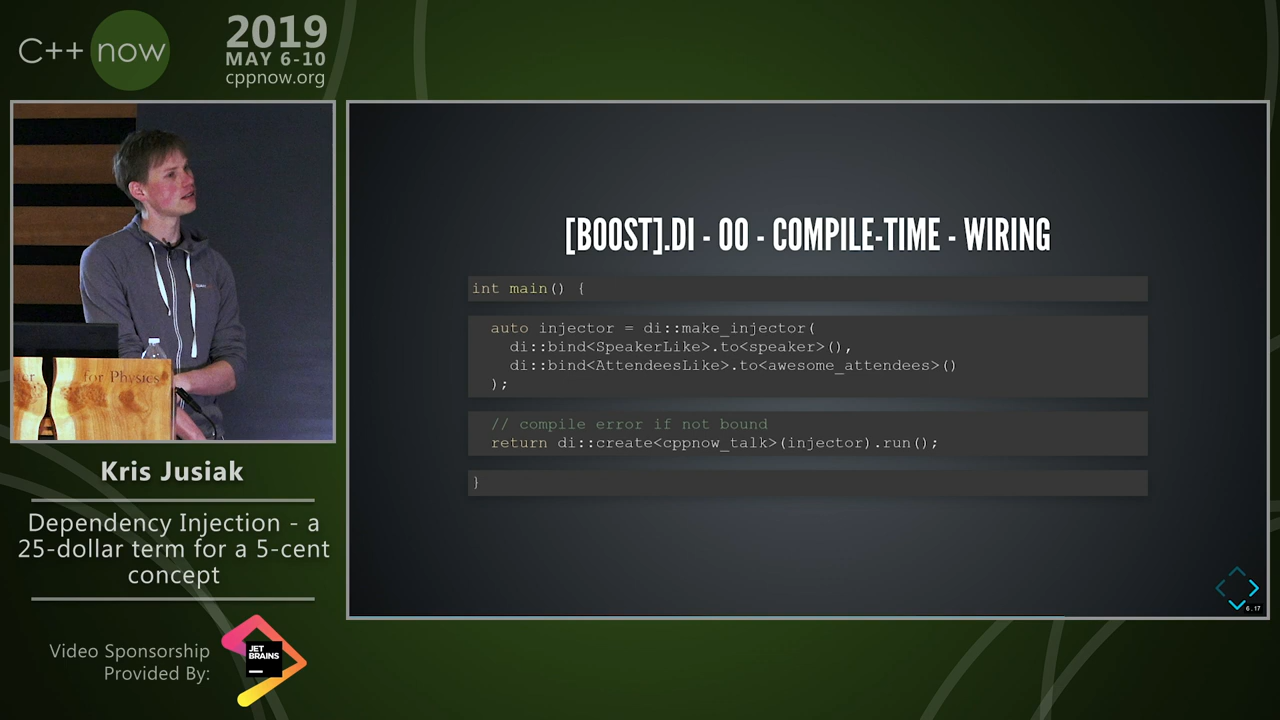 C++ now
2019
MAY 6-10
cppnow.org
for Physics
Kris Jusiak
Dependency Injection - a
25-dollar term for a 5-cent
concept
Video Sponsorship
Provided By:
JET
BRAINS
[BOOST].DI - OO - COMPILE-TIME - WIRING
int main() {
auto injector = di::make_injector(
di::bind<SpeakerLike>.to<speaker>(),
di::bind<AttendeesLike>.to<awesome_attendees>()
);
// compile error if not bound
return di::create<cppnow_talk>(injector).run();
}
6.17